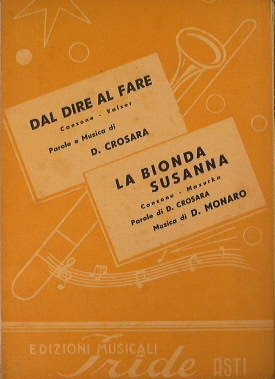 DAL DIRE AL FARE
Canzone - Valzer
Parole e Musica di
D. CROSARA
LA BIONDA
SUSANNA
Canzone - Mazurka
Parole di D. CROSARA
Musica di D. MONARO
EDIZIONI MUSICALI
Iride ASTI